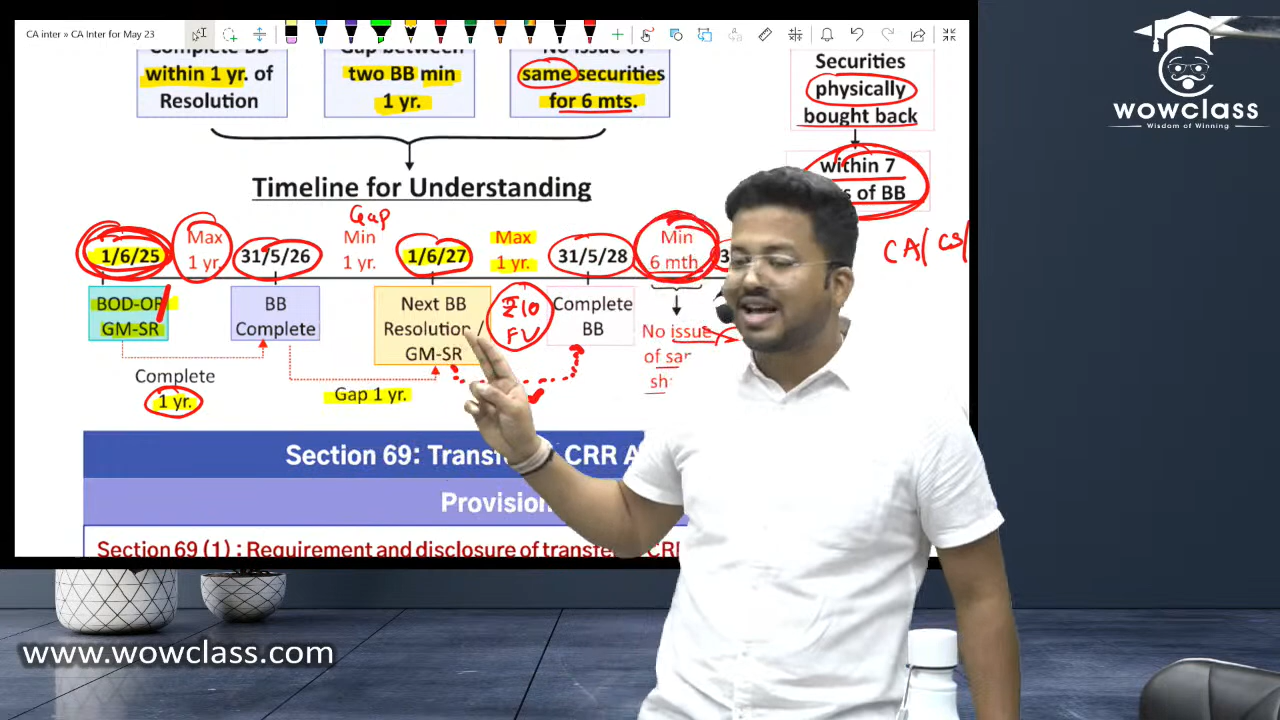 CA inter » CA Inter for May 23
Complete BB
within 1 yr. of
Resolution
Gap between
two BB min
1 yr.
No issue of
same securities
for 6 mts.
Securities
physically
bought back
within 7
of BB
wowclass
Wisdom of Winning
Timeline for Understanding
Gap
1/6/25
Max
1 yr.
31/5/26
Min
1 yr.
1/6/27
Max
1 yr.
31/5/28
Min
6 mth.
CA/ CS/
BOD-OR
GM-SR
BB
Complete
Next BB
Resolution /
GM-SR
₹10
FV
Complete
BB
No issue
of
sh
Complete
1 yr.
Gap 1 yr.
Section 69: CRR
Provision
Section 69 (1) : Requirement and disclosure of
www.wowclass.com